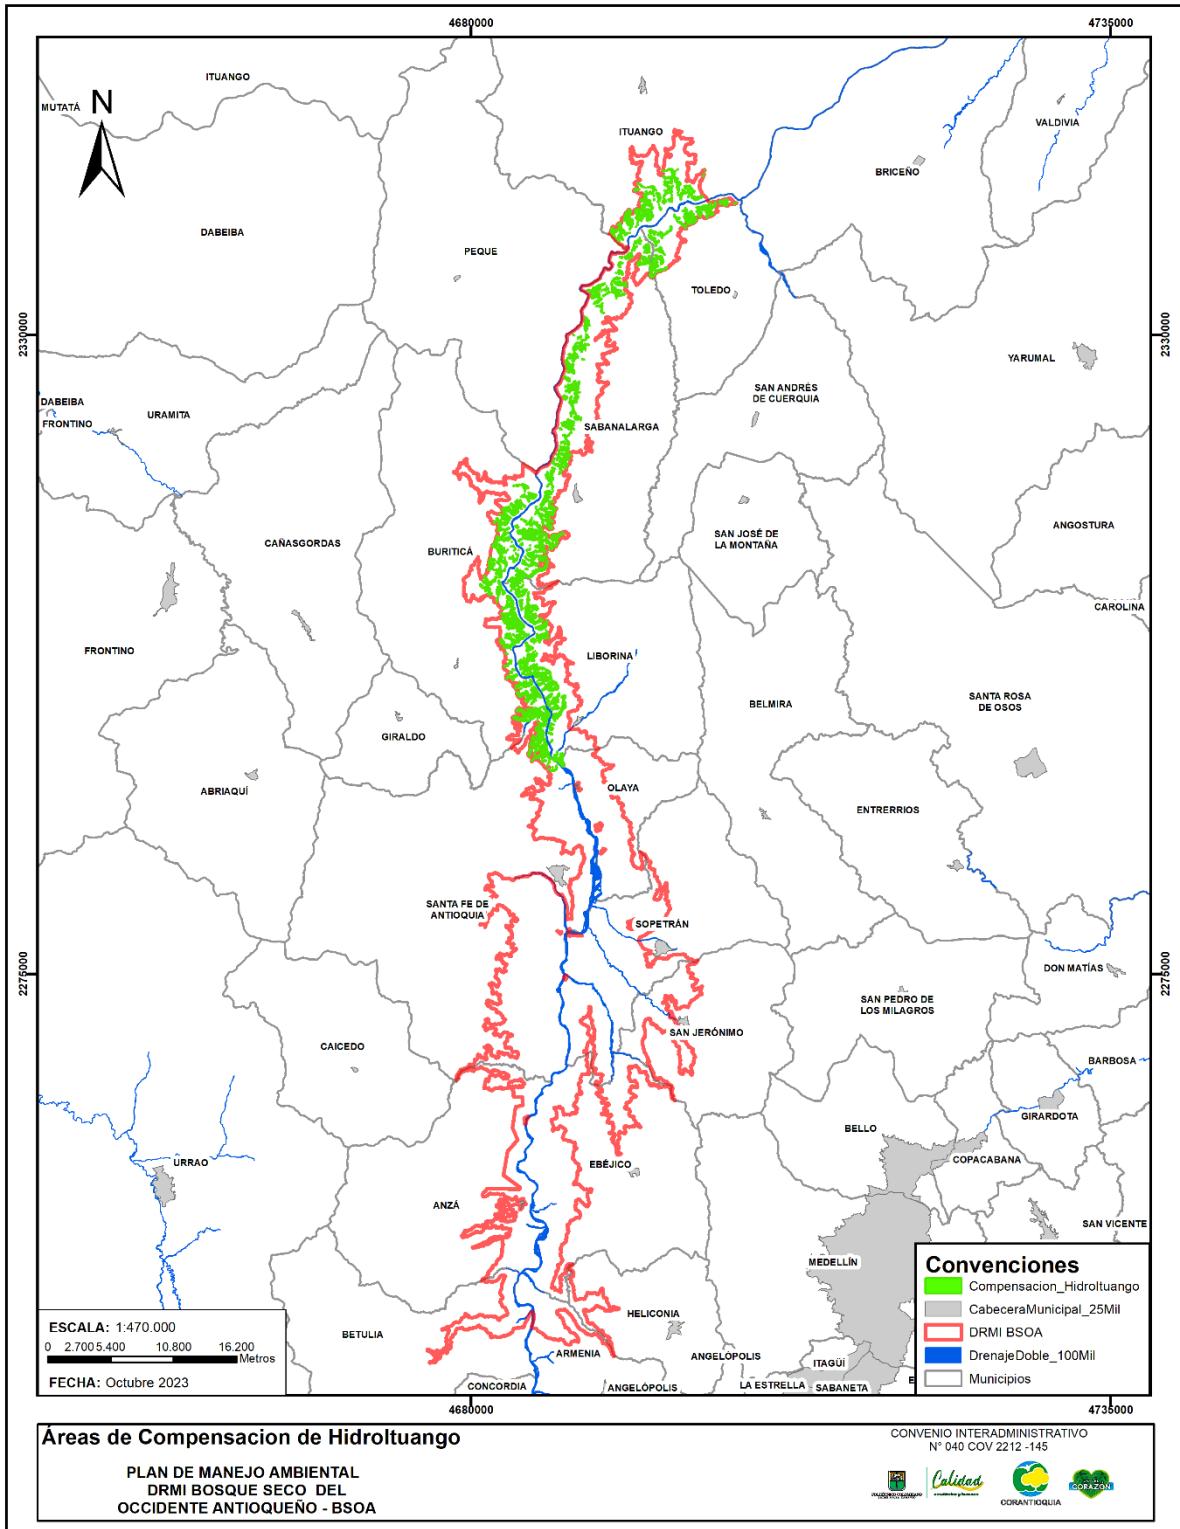 4680000
4735000
ITUANGO
MUTATÁ
N
ITUANGO
VALDIVIA
BRICEÑO
DABEIBA
PEQUE
TOLEDO
2330000
2330000
YARUMAL
SAN ANDRÉS
DE CUERQUIA
DABEIBA
URAMITA
FRONTINO
SABANALARGA
ANGOSTURA
SAN JOSÉ DE
LA MONTAÑA
CAÑASGORDAS
BURITICÁ
CAROLINA
FRONTINO
LIBORINA
SANTA ROSA
DE OSOS
BELMIRA
GIRALDO
ABRIAQUÍ
OLAYA
ENTRERRIOS
SANTA FE DE
ANTIOQUIA
SOPETRÁN
2275000
2275000
DON MATÍAS
SAN PEDRO DE
LOS MILAGROS
SAN JERÓNIMO
CAICEDO
BARBOSA
GIRARDOTA
BELLO
COPACABANA
URRAO
EBÉJICO
ANZÁ
SAN VICENTE
MEDELLÍN
HELICONIA
BETULIA
ARMENIA
ANGELÓPOLIS
ITAGÜÍ
CONCORDIA
ANGELÓPOLIS
LA ESTRELLA
SABANETA
E
Convenciones
Compensacion_HidroItuango
CabeceraMunicipal_25Mil
DRMI BSOA
DrenajeDoble_100Mil
Municipios
ESCALA: 1:470.000
0 2.700 5.400 10.800 16.200
Metros
FECHA: Octubre 2023
4680000
4735000
Áreas de Compensacion de HidroItuango
PLAN DE MANEJO AMBIENTAL
DRMI BOSQUE SECO DEL
OCCIDENTE ANTIOQUEÑO - BSOA
CONVENIO INTERADMINISTRATIVO
N° 040 COV 2212 -145
Calidad
CORANTIOQUIA
CORAZÓN